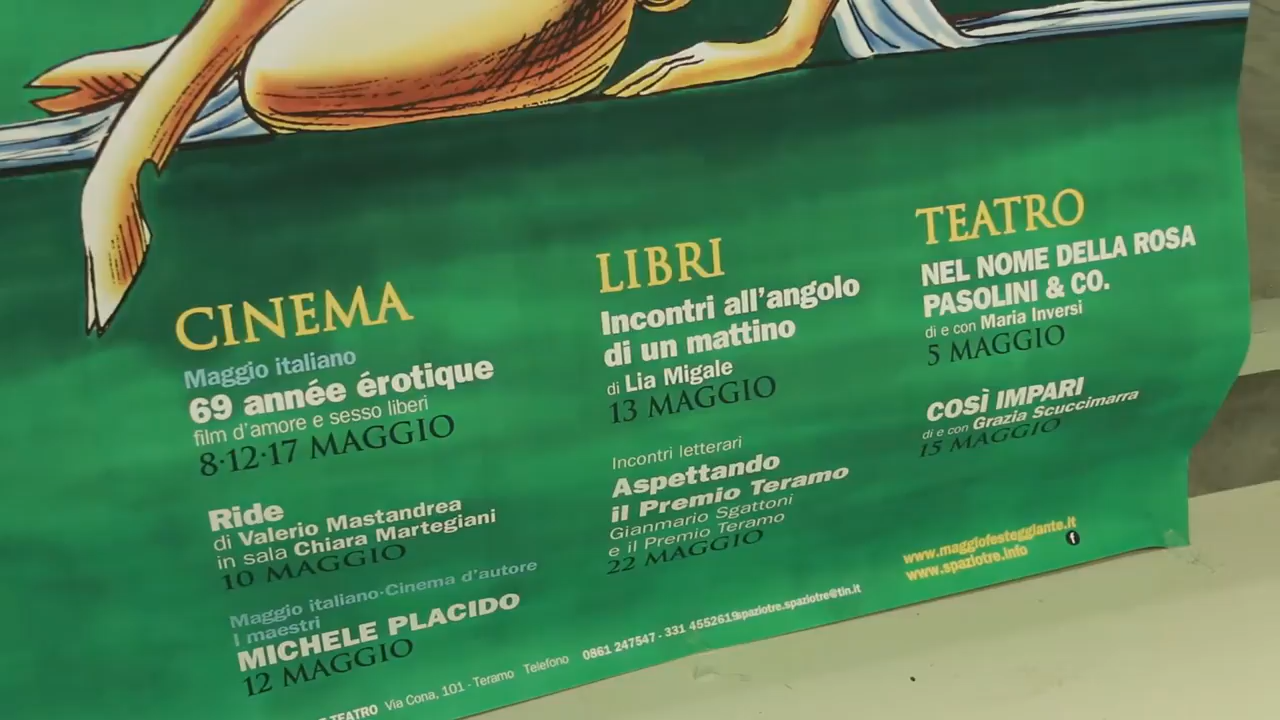 CINEMA
Maggio italiano
69 année érotique
film d'amore e sesso liberi
8·12·17 MAGGIO
Ride
di Valerio Mastandrea
in sala Chiara Martegiani
10 MAGGIO
Maggio italiano·Cinema d'autore
I maestri
MICHELE PLACIDO
12 MAGGIO
LIBRI
Incontri all'angolo
di un mattino
di Lia Migale
13 MAGGIO
Incontri letterari
Aspettando
il Premio Teramo
Gianmario Sgattoni
e il Premio Teramo
22 MAGGIO
TEATRO
NEL NOME DELLA ROSA
PASOLINI & CO.
di e con Maria Inversi
5 MAGGIO
COSÌ IMPARI
di e con Grazia Scuccimarra
15 MAGGIO
www.maggiofesteggiante.it
www.spaziotre.info
TEATRO Via Cona, 101 - Teramo Telefono 0861 247547 - 331 4552619 spaziotre.spaziotre@tin.it